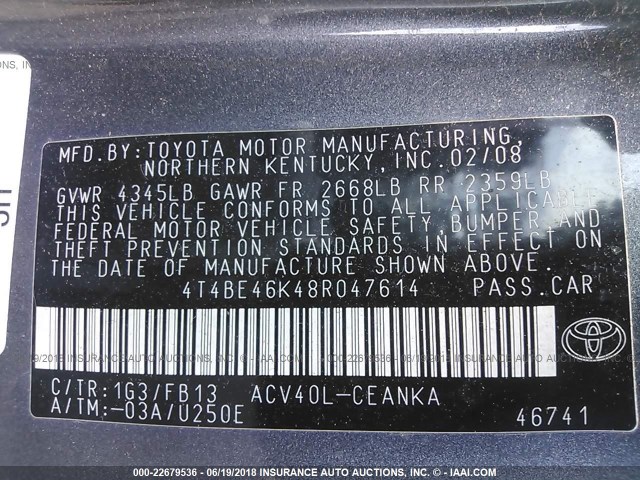 MFD.BY:TOYOTA MOTOR MANUFACTURING,
NORTHERN KENTUCKY,INC.02/08
GVWR 4345LB GAWR FR 2668LB RR 2359LB
THIS VEHICLE CONFORMS TO ALL APPLICABLE
FEDERAL MOTOR VEHICLE SAFETY,BUMPER AND
THEFT PREVENTION STANDARDS IN EFFECT ON
THE DATE OF MANUFACTURE SHOWN ABOVE.
4T4BE46K48R047614 PASS.CAR
C/TR:1G3/FB13 ACV40L-CEANKA
A/TM:-03A/U250E 46741
000-22679536 - 06/19/2018 INSURANCE AUTO AUCTIONS, INC. - © - IAAI.COM